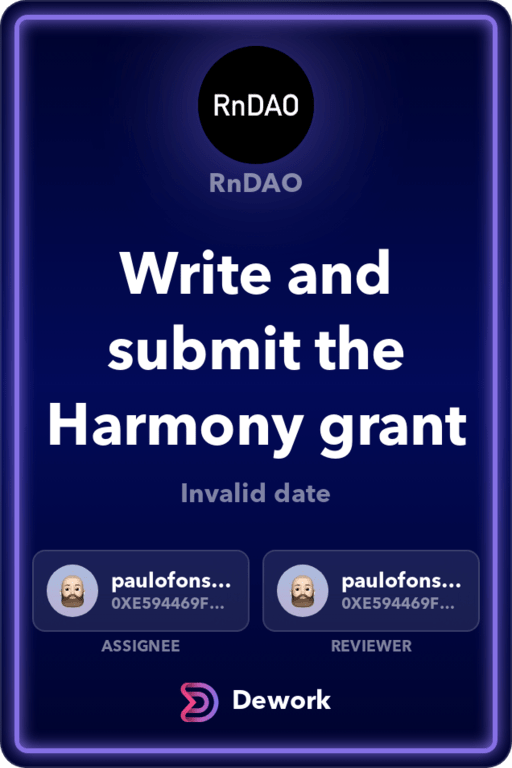 RnDAO
RnDAO
Write and
submit the
Harmony grant
Invalid date
paulofons...
0XE594469F...
ASSIGNEE
paulofons...
0XE594469F...
REVIEWER
Dework